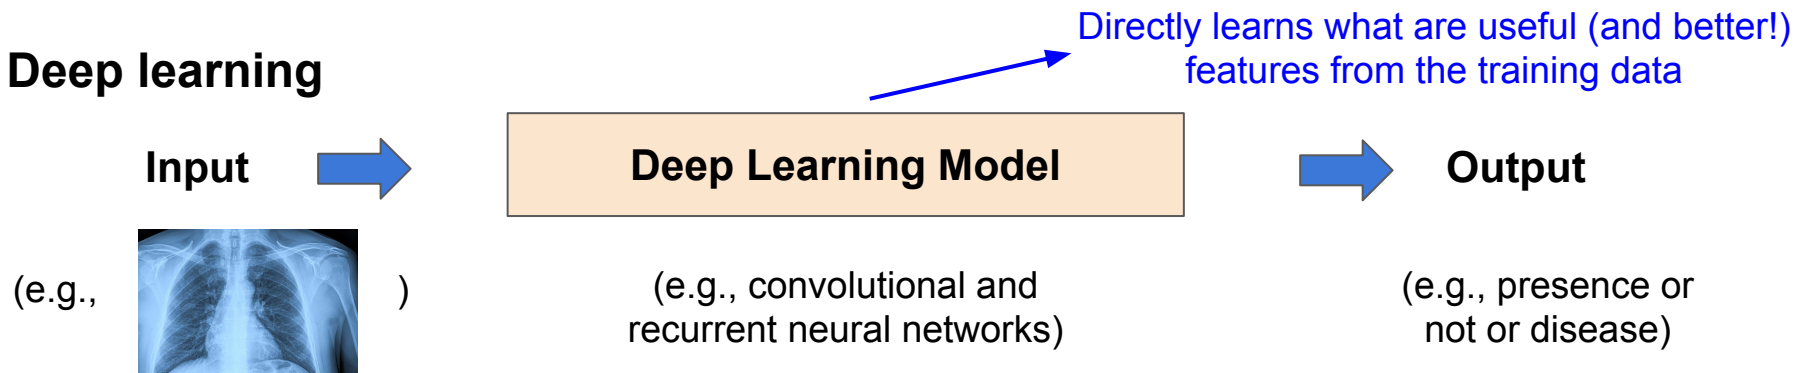 Directly learns what are useful (and better!)
features from the training data
Deep learning
Input
Deep Learning Model
Output
(e.g., )
(e.g., convolutional and
recurrent neural networks)
(e.g., presence or
not or disease)